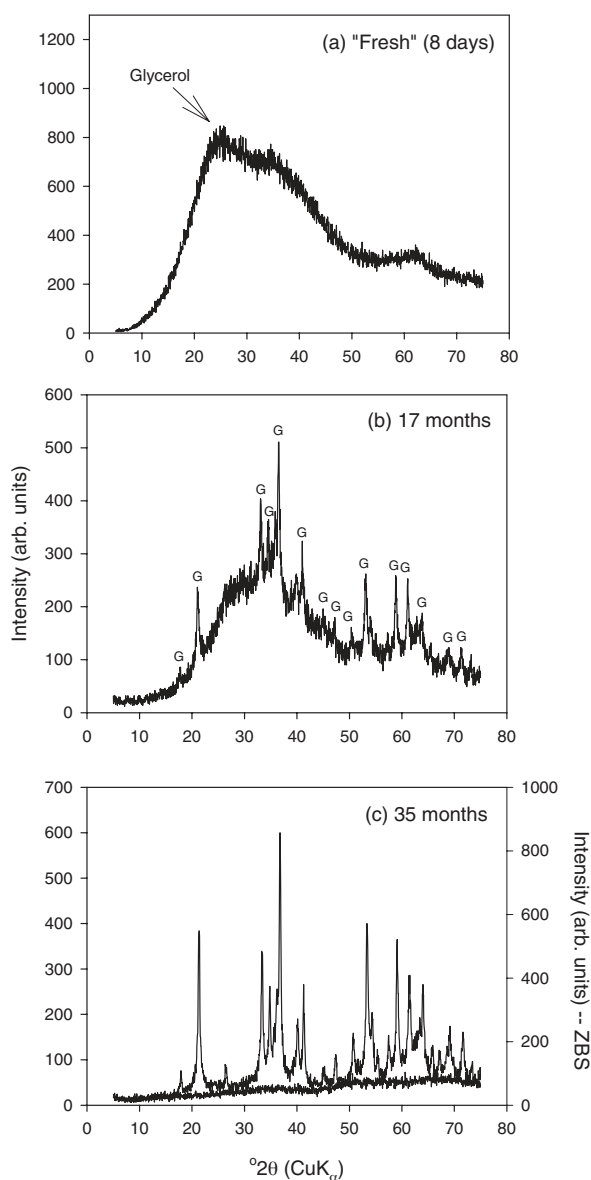 (a) "Fresh" (8 days)
Glycerol
1200
1000
800
600
400
200
0
0 10 20 30 40 50 60 70 80
(b) 17 months
600
500
400
300
200
100
0
G G G G G G G G G G G G G G G
0 10 20 30 40 50 60 70 80
Intensity (arb. units)
(c) 35 months
700
600
500
400
300
200
100
0
1000
800
600
400
200
0
Intensity (arb. units) -- ZBS
0 10 20 30 40 50 60 70 80
°2θ (CuKα)